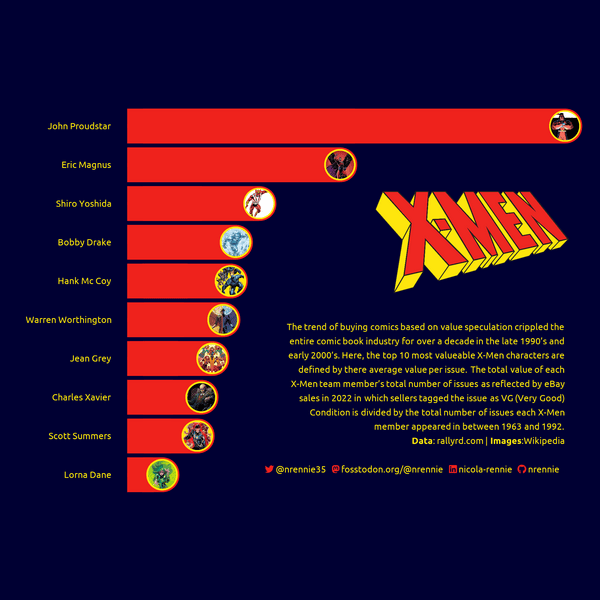 John Proudstar
Eric Magnus
Shiro Yoshida
Bobby Drake
Hank Mc Coy
Warren Worthington
Jean Grey
Charles Xavier
Scott Summers
Lorna Dane
X-MEN
The trend of buying comics based on value speculation crippled the
entire comic book industry for over a decade in the late 1990's and
early 2000's. Here, the top 10 most valueable X-Men characters are
defined by there average value per issue. The total value of each
X-Men team member's total number of issues as reflected by eBay
sales in 2022 in which sellers tagged the issue as VG (Very Good)
Condition is divided by the total number of issues each X-Men
member appeared in between 1963 and 1992.
Data: rallyrd.com | Images:Wikipedia
@nrennie35 fosstodon.org/@nrennie nicola-rennie nrennie